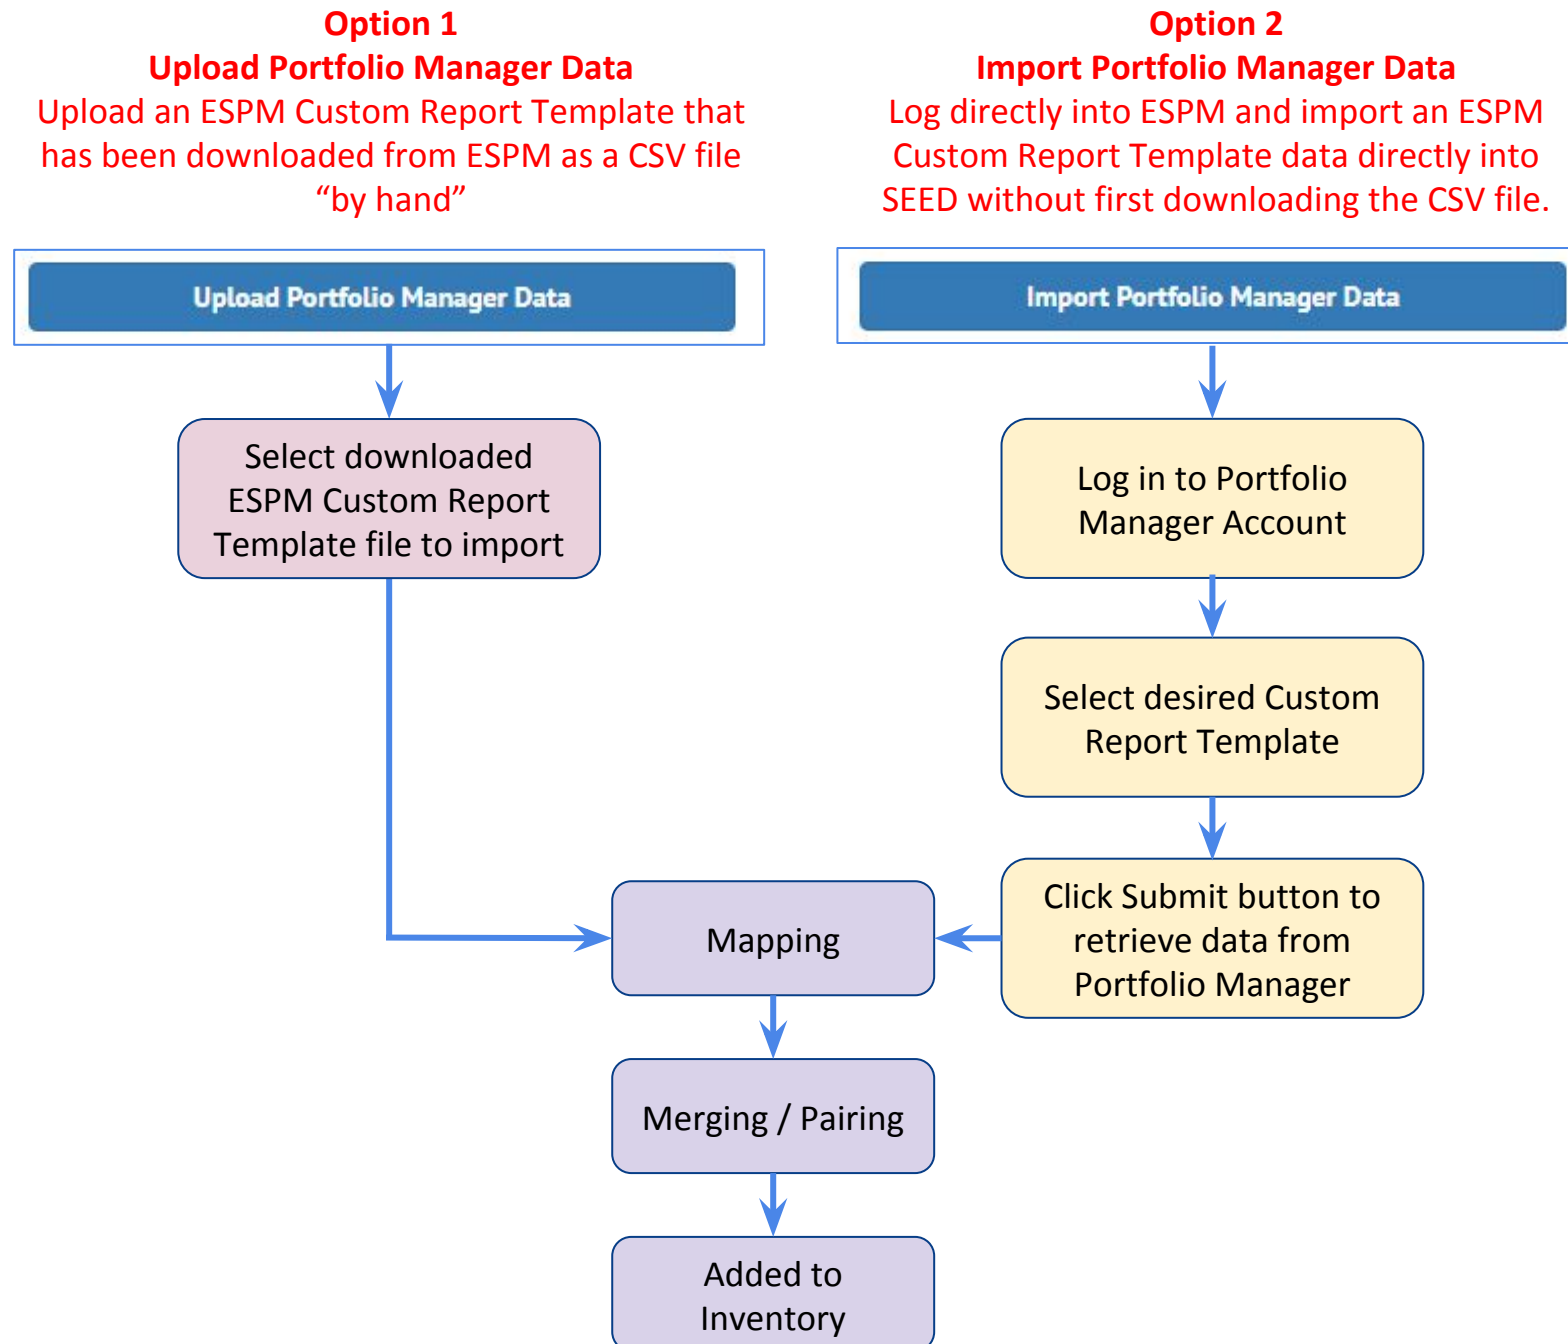 Option 1
Upload Portfolio Manager Data
Upload an ESPM Custom Report Template that
has been downloaded from ESPM as a CSV file
“by hand”
Upload Portfolio Manager Data
Select downloaded
ESPM Custom Report
Template file to import
Option 2
Import Portfolio Manager Data
Log directly into ESPM and import an ESPM
Custom Report Template data directly into
SEED without first downloading the CSV file.
Import Portfolio Manager Data
Log in to Portfolio
Manager Account
Select desired Custom
Report Template
Click Submit button to
retrieve data from
Portfolio Manager
Mapping
Merging / Pairing
Added to
Inventory